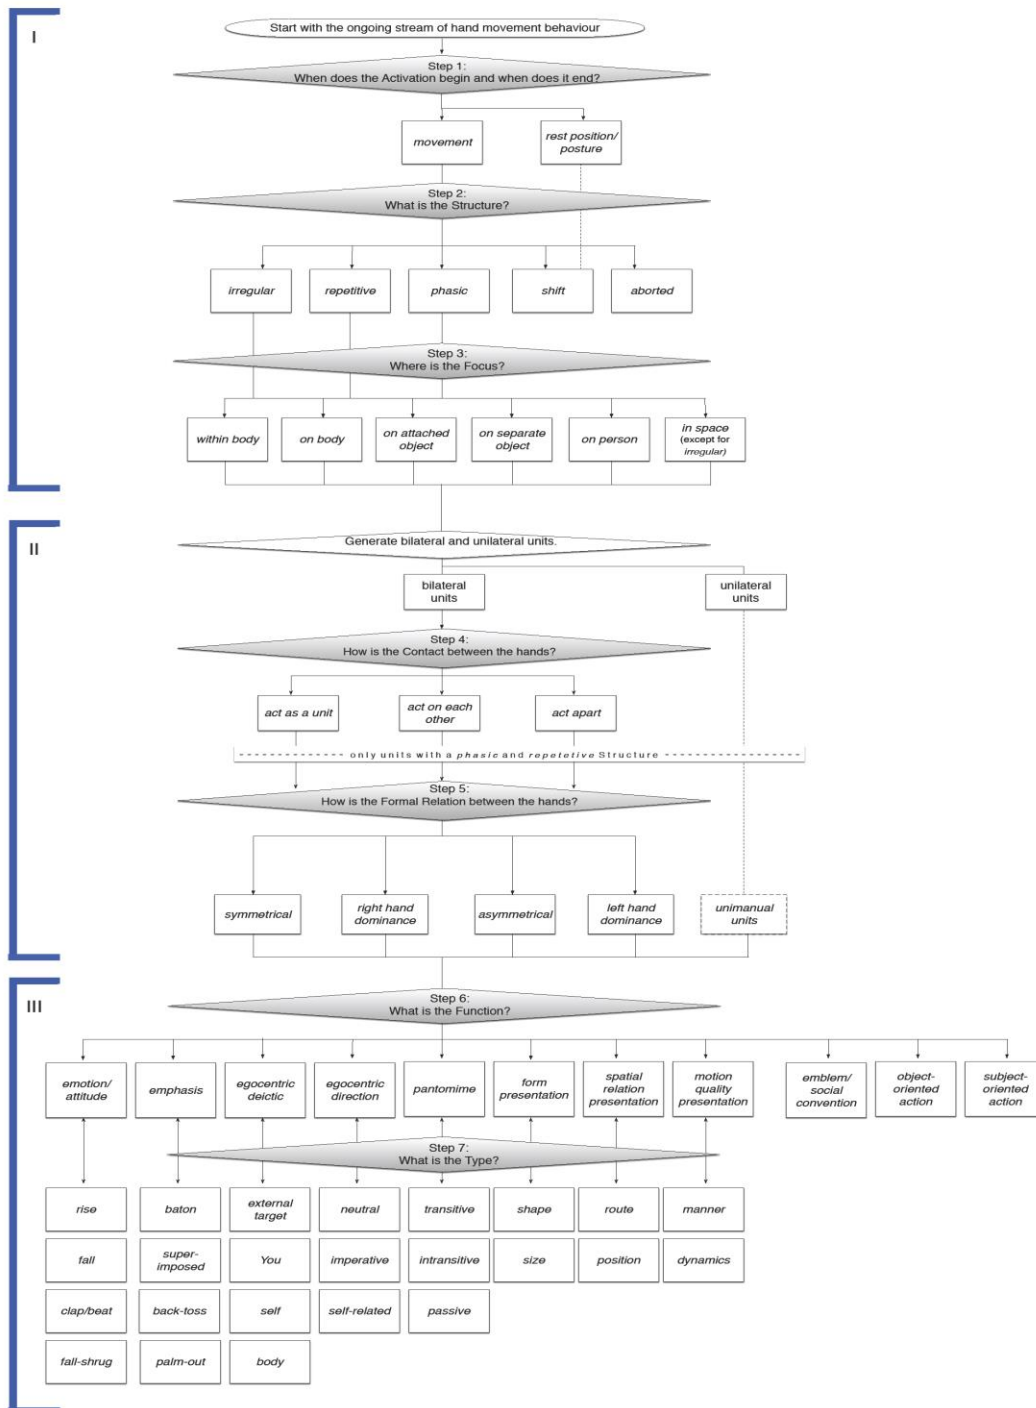 I
Start with the ongoing stream of hand movement behaviour
Step 1:
When does the Activation begin and when does it end?
movement
rest position/
posture
Step 2:
What is the Structure?
irregular
repetitive
phasic
shift
aborted
Step 3:
Where is the Focus?
within body
on body
on attached
object
on separate
object
on person
in space
(except for
irregular)
II
Generate bilateral and unilateral units.
bilateral
units
unilateral
units
Step 4:
How is the Contact between the hands?
act as a unit
act on each
other
act apart
only units with a phasic and repetetive Structure
Step 5:
How is the Formal Relation between the hands?
symmetrical
right hand
dominance
asymmetrical
left hand
dominance
unimanual
units
III
Step 6:
What is the Function?
emotion/
attitude
emphasis
egocentric
deictic
egocentric
direction
pantomime
form
presentation
spatial
relation
presentation
motion
quality
presentation
emblem/
social
convention
object-
oriented
action
subject-
oriented
action
Step 7:
What is the Type?
rise
baton
external
target
neutral
transitive
shape
route
manner
fall
super-
imposed
You
imperative
intransitive
size
position
dynamics
clap/beat
back-toss
self
self-related
passive
fall-shrug
palm-out
body